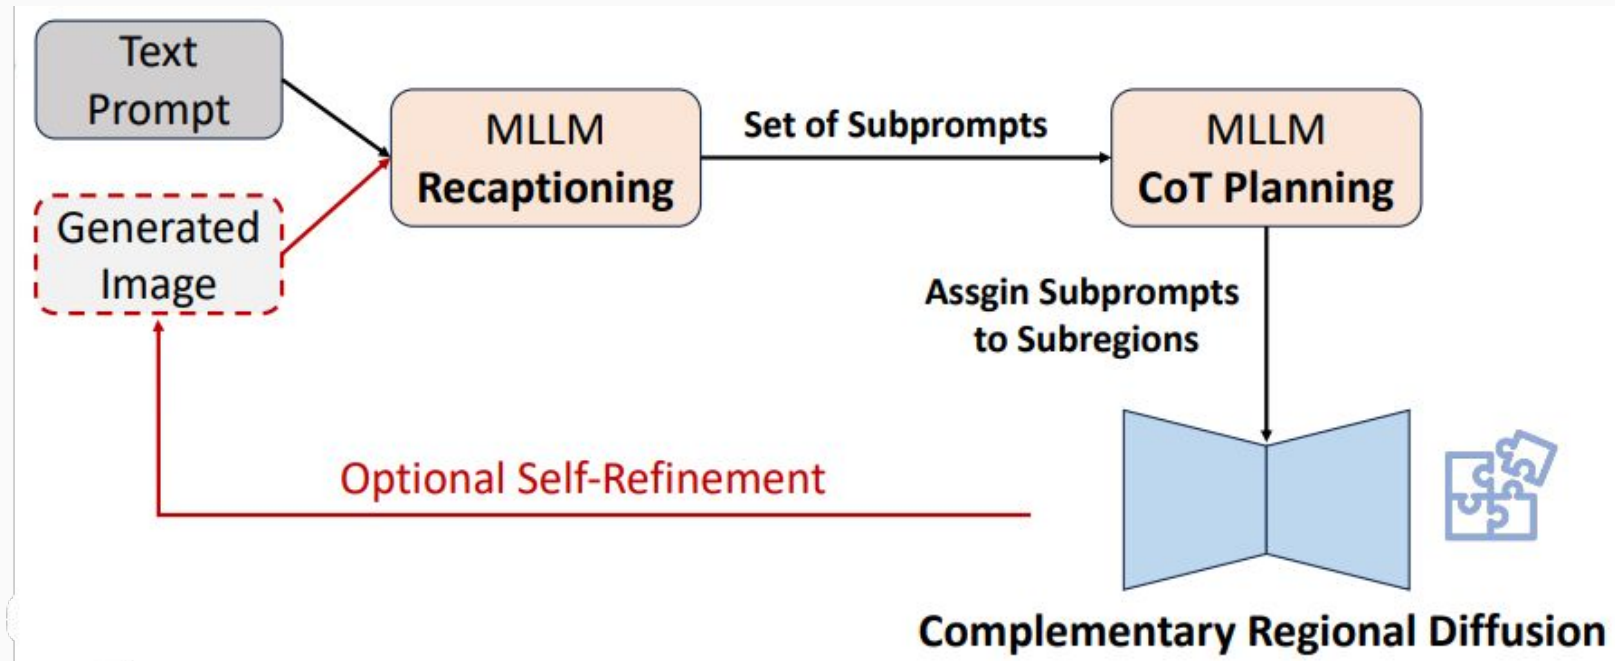 Text
Prompt
MLLM
Recaptioning
Set of Subprompts
MLLM
CoT Planning
Generated
Image
Assgin Subprompts
to Subregions
Optional Self-Refinement
Complementary Regional Diffusion